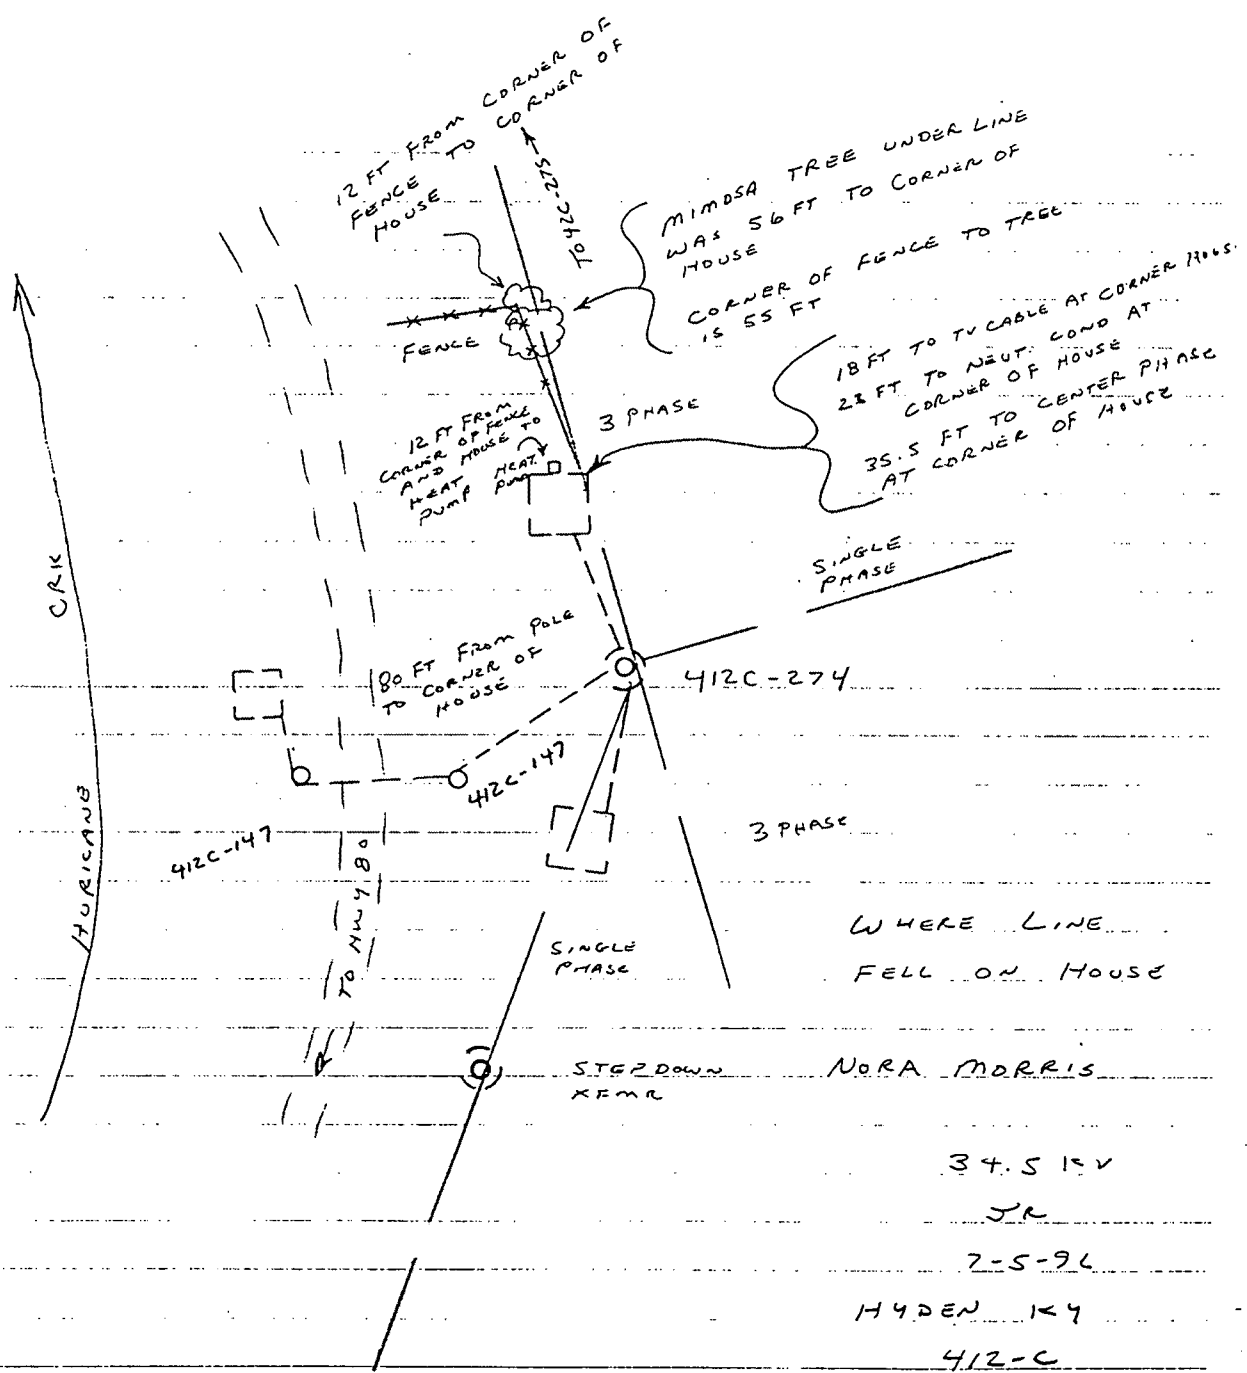 12 FT FROM CORNER OF
FENCE TO CORNER OF
HOUSE
TO 42C-275
MIMOSA TREE UNDER LINE
WAS 56 FT TO CORNER OF
HOUSE
CORNER OF FENCE TO TREE
IS 55 FT
18 FT TO TV CABLE AT CORNER
23 FT TO NEUT. COND AT
CORNER OF HOUSE
35.5 FT TO CENTER PHASE
AT CORNER OF HOUSE
FENCE
3 PHASE
12 FT FROM
CORNER OF FENCE
AND HOUSE TO
HEAT
PUMP
HEAT
PUMP
SINGLE
PHASE
CRK
HURICANE
80 FT FROM POLE
TO CORNER OF
HOUSE
412C-274
412C-147
412C-147
TO HWY 80
3 PHASE
SINGLE
PHASE
WHERE LINE
FELL ON HOUSE
STEPDOWN
XFMR
NORA MORRIS
34.5 KV
JR
7-5-96
HYDEN KY
412-C